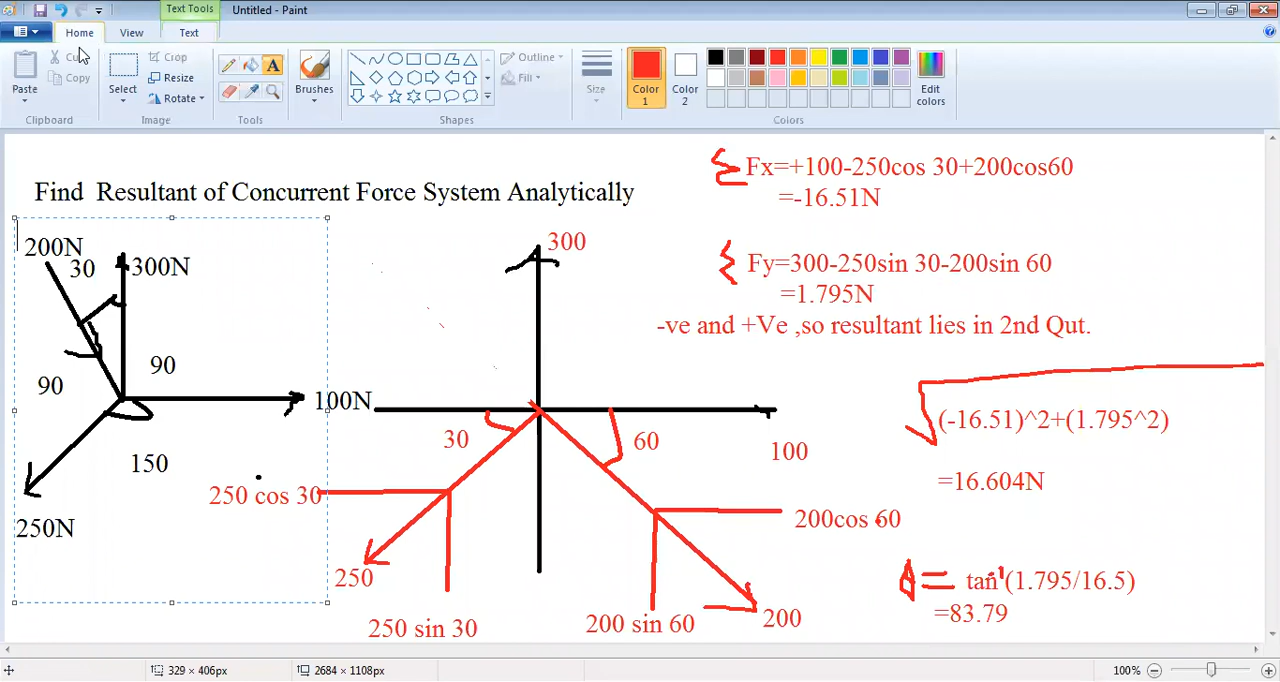 Text Tools
Untitled - Paint
Home
View
Text
Paste
Cu
Copy
Clipboard
Select
Crop
Resize
Rotate
Image
A
Tools
Brushes
Shapes
Outline
Fill
Size
Color
1
Color
2
Edit
colors
Colors
Find Resultant of Concurrent Force System Analytically
200N
30
300N
90
90
100N
150
250N
300
30
60
100
250 cos 30
200cos 60
250
200
250 sin 30
200 sin 60
Σ Fx=+100-250cos 30+200cos60
=-16.51N
Σ Fy=300-250sin 30-200sin 60
=1.795N
-ve and +Ve ,so resultant lies in 2nd Qut.
√(-16.51)^2+(1.795^2)
=16.604N
θ = tan-1(1.795/16.5)
=83.79
329 × 406px
2684 × 1108px
100%